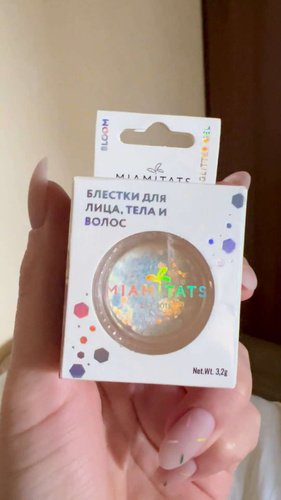 BLOOM
GLITTER GEL
MIAMITATS
БЛЕСТКИ ДЛЯ
ЛИЦА, ТЕЛА И
ВОЛОС
MIAMITATS
Net.Wt. 3,2g